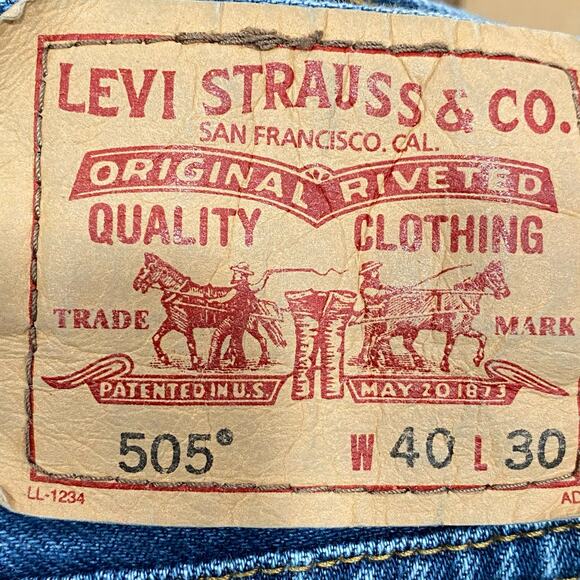 LEVI STRAUSS & CO.
SAN FRANCISCO, CAL.
ORIGINAL RIVETED
QUALITY CLOTHING
TRADE MARK
PATENTED IN U.S. MAY 20 1873
505® W 40 L 30
LL-1234 AD